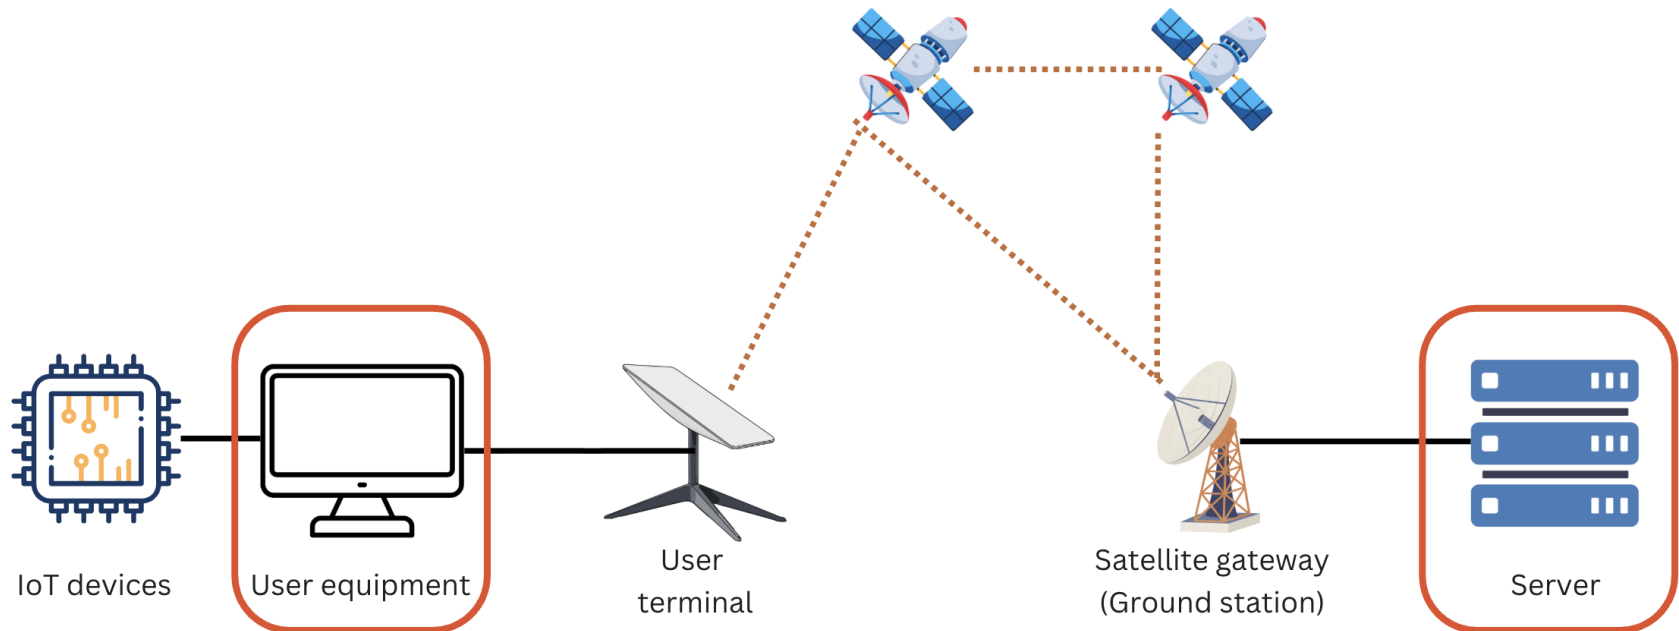 IoT devices
User equipment
User
terminal
Satellite gateway
(Ground station)
Server